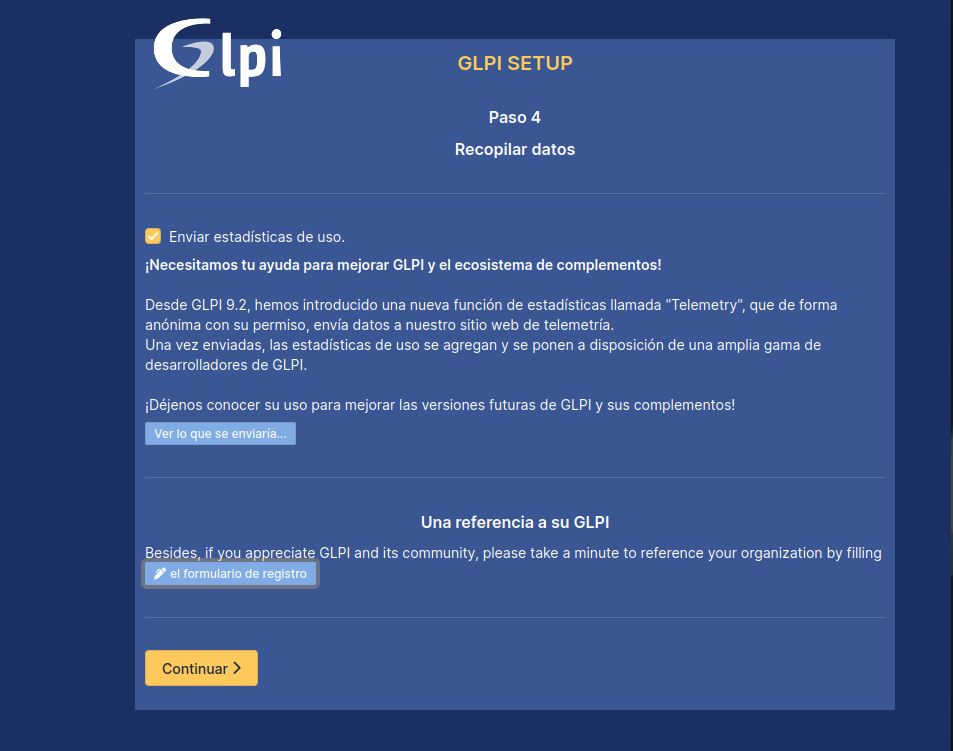 Glpi
GLPI SETUP
Paso 4
Recopilar datos
Enviar estadísticas de uso.
¡Necesitamos tu ayuda para mejorar GLPI y el ecosistema de complementos!
Desde GLPI 9.2, hemos introducido una nueva función de estadísticas llamada "Telemetry", que de forma
anónima con su permiso, envía datos a nuestro sitio web de telemetría.
Una vez enviadas, las estadísticas de uso se agregan y se ponen a disposición de una amplia gama de
desarrolladores de GLPI.
¡Déjenos conocer su uso para mejorar las versiones futuras de GLPI y sus complementos!
Ver lo que se enviaría...
Una referencia a su GLPI
Besides, if you appreciate GLPI and its community, please take a minute to reference your organization by filling
el formulario de registro
Continuar